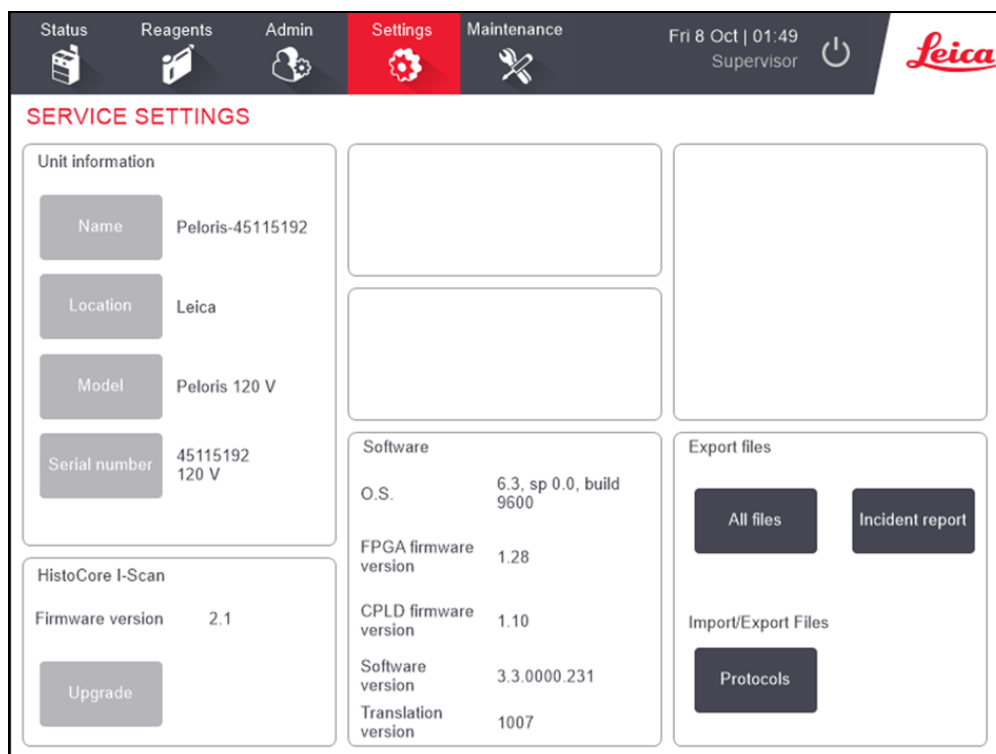 Status
Reagents
Admin
Settings
Maintenance
Fri 8 Oct | 01:49
Supervisor
Leica
SERVICE SETTINGS
Unit information
Name
Peloris-45115192
Location
Leica
Model
Peloris 120 V
Serial number
45115192
120 V
HistoCore I-Scan
Firmware version
2.1
Upgrade
Software
O.S.
6.3, sp 0.0, build
9600
FPGA firmware
version
1.28
CPLD firmware
version
1.10
Software
version
3.3.0000.231
Translation
version
1007
Export files
All files
Incident report
Import/Export Files
Protocols